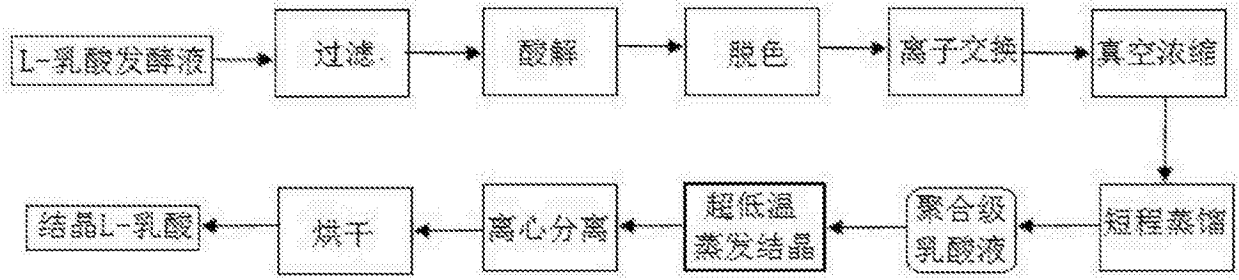 L-乳酸发酵液
过滤
酸解
脱色
离子交换
真空浓缩
短程蒸馏
聚合级
乳酸液
超低温
蒸发结晶
离心分离
烘干
结晶L-乳酸